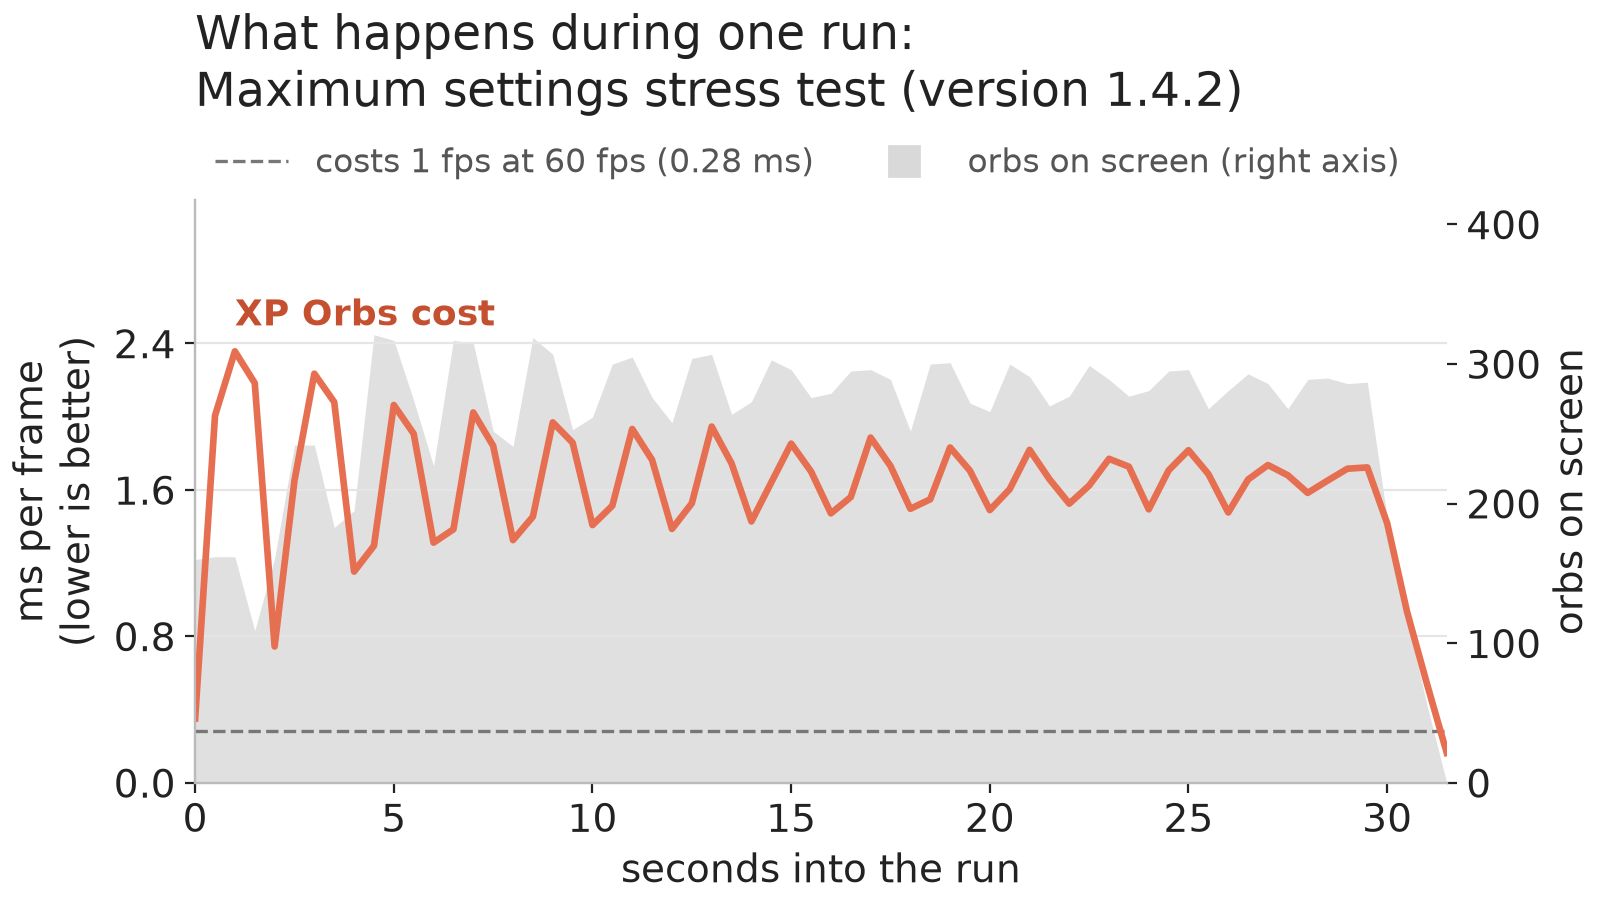 What happens during one run:
Maximum settings stress test (version 1.4.2)
costs 1 fps at 60 fps (0.28 ms)
orbs on screen (right axis)
XP Orbs cost
ms per frame
(lower is better)
2.4
1.6
0.8
0.0
400
300
200
100
0
orbs on screen
0
5
10
15
20
25
30
seconds into the run